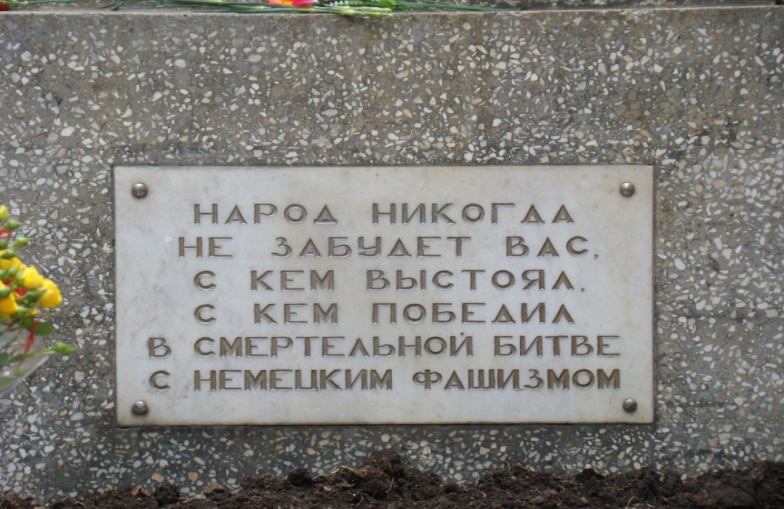 НАРОД НИКОГДА
НЕ ЗАБУДЕТ ВАС,
С КЕМ ВЫСТОЯЛ,
С КЕМ ПОБЕДИЛ
В СМЕРТЕЛЬНОЙ БИТВЕ
С НЕМЕЦКИМ ФАШИЗМОМ